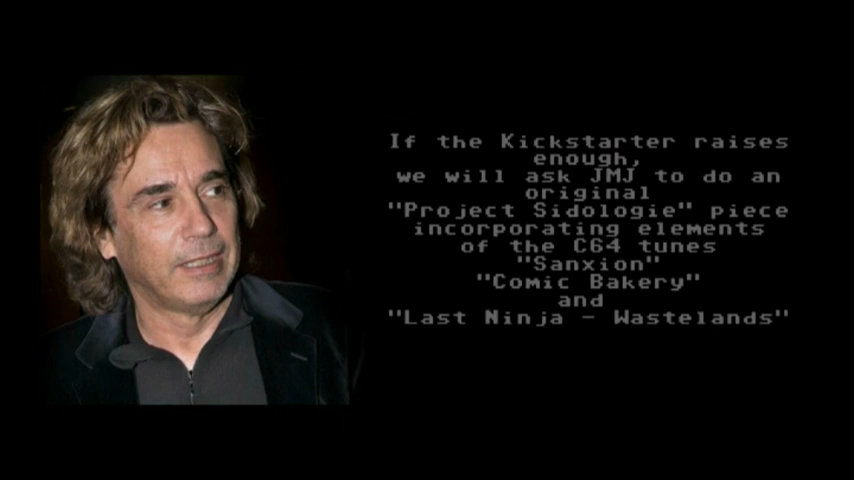 If the Kickstarter raises
enough,
we will ask JMJ to do an
original
"Project Sidologie" piece
incorporating elements
of the C64 tunes
"Sanxion"
"Comic Bakery"
and
"Last Ninja - Wastelands"